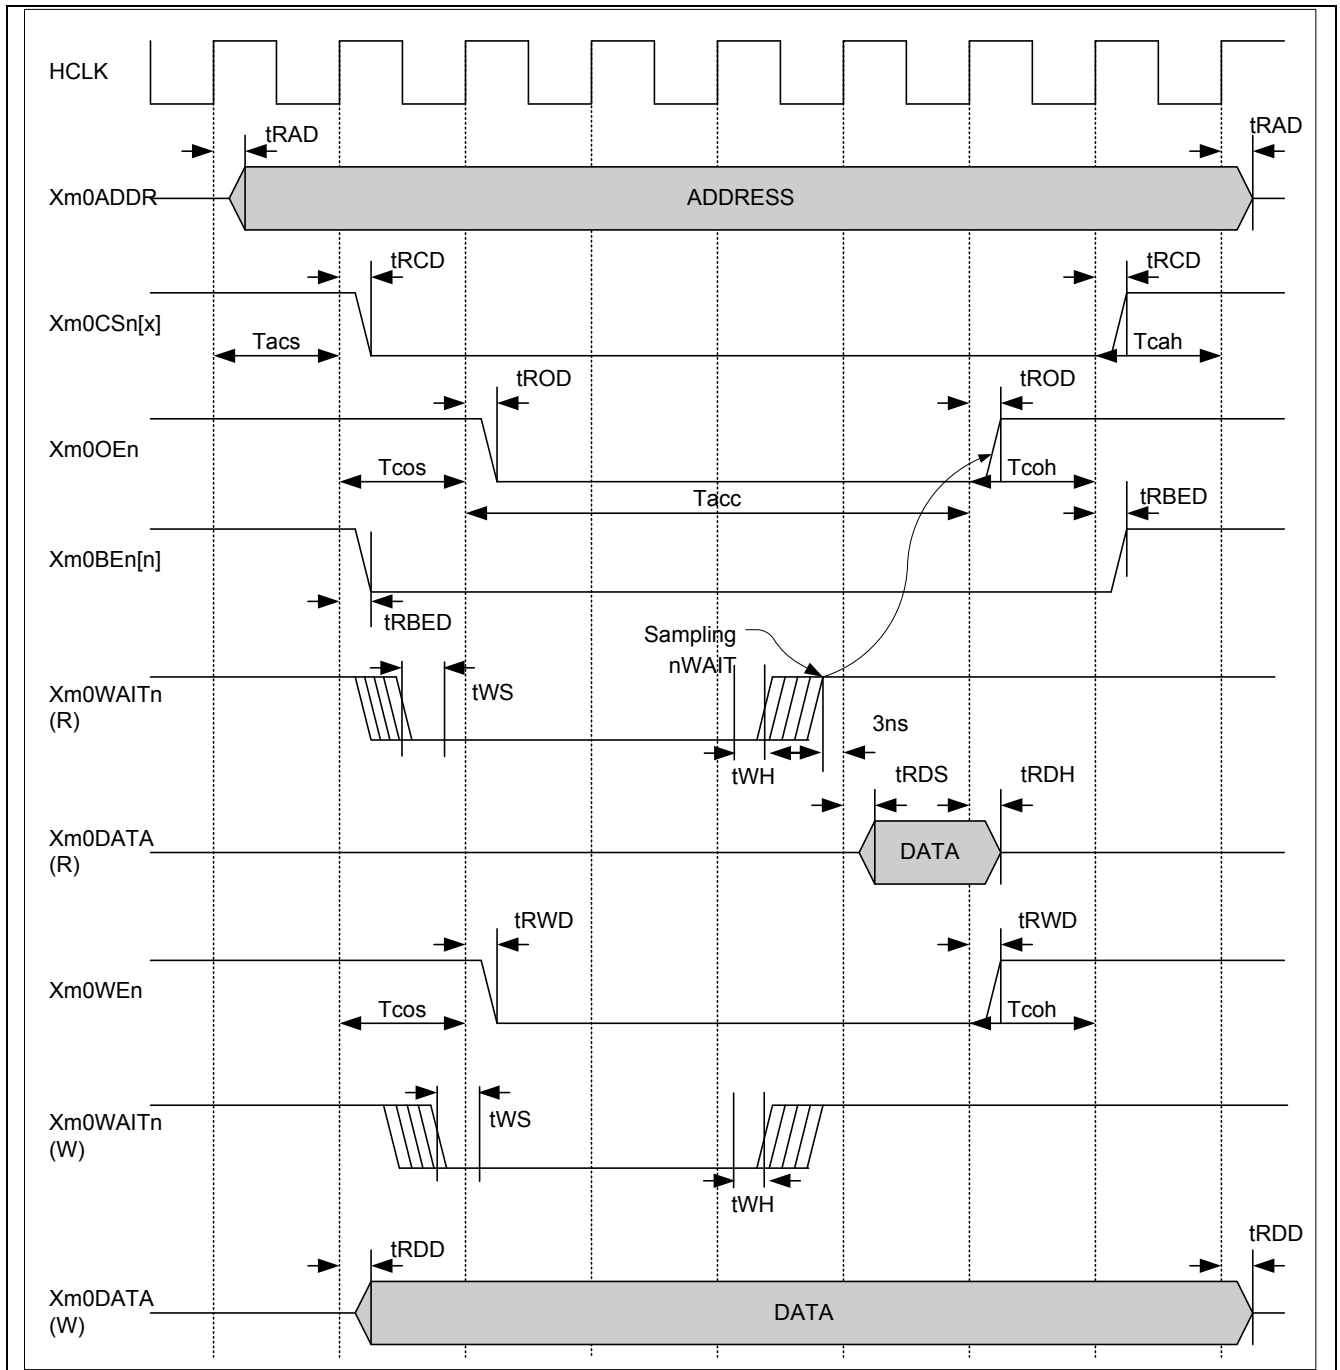 HCLK
tRAD
tRAD
Xm0ADDR
ADDRESS
tRCD
tRCD
Xm0CSn[x]
Tacs
Tcah
tROD
tROD
Xm0OEn
Tcos
Tcoh
Tacc
tRBED
Xm0BEn[n]
tRBED
Sampling
nWAIT
Xm0WAITn
(R)
tWS
3ns
tWH
tRDS
tRDH
Xm0DATA
(R)
DATA
tRWD
tRWD
Xm0WEn
Tcos
Tcoh
Xm0WAITn
(W)
tWS
tWH
tRDD
tRDD
Xm0DATA
(W)
DATA